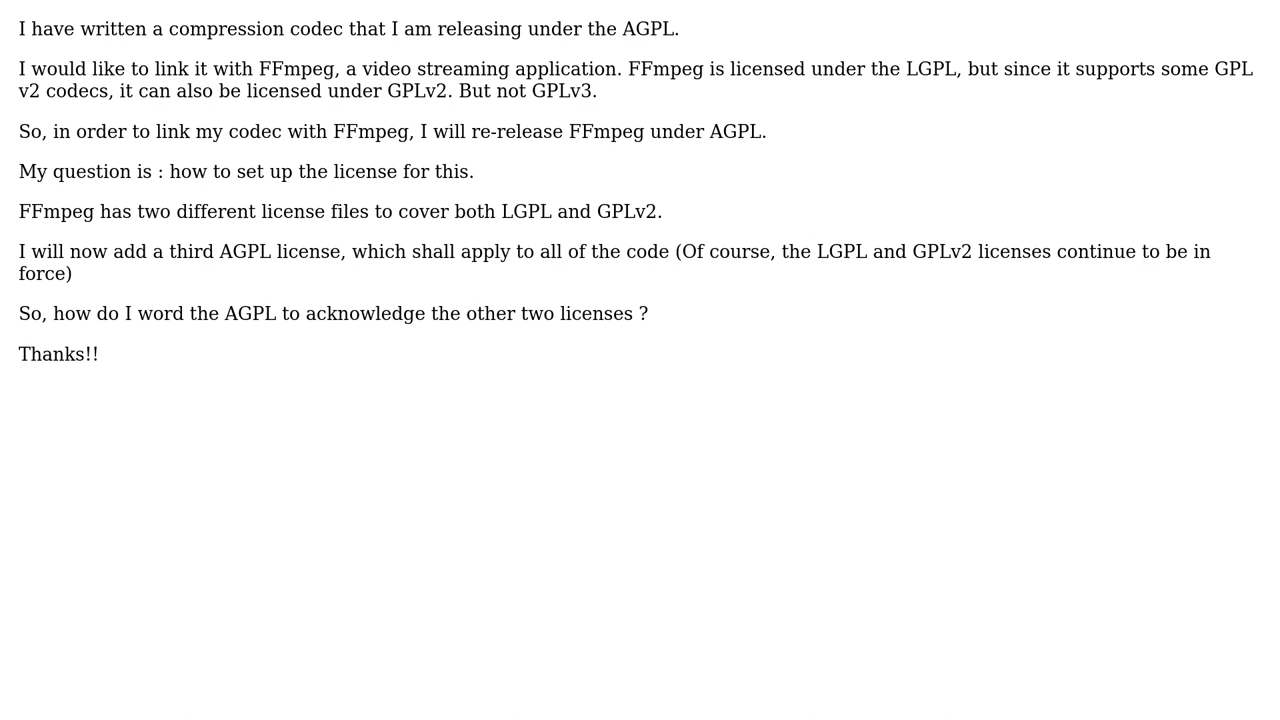 I have written a compression codec that I am releasing under the AGPL.
I would like to link it with FFmpeg, a video streaming application. FFmpeg is licensed under the LGPL, but since it supports some GPL
v2 codecs, it can also be licensed under GPLv2. But not GPLv3.
So, in order to link my codec with FFmpeg, I will re-release FFmpeg under AGPL.
My question is : how to set up the license for this.
FFmpeg has two different license files to cover both LGPL and GPLv2.
I will now add a third AGPL license, which shall apply to all of the code (Of course, the LGPL and GPLv2 licenses continue to be in
force)
So, how do I word the AGPL to acknowledge the other two licenses ?
Thanks!!